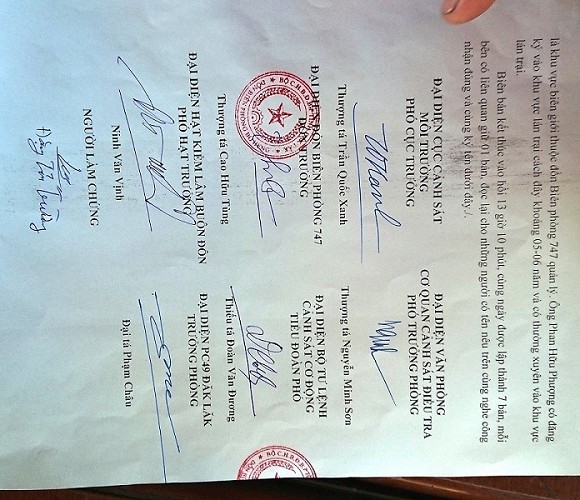 là khu vực biên giới thuộc đồn Biên phòng 747 quản lý. Ông Phan Hữu Phượng có đăng
ký vào khu vực lán trại cách đây khoảng 05-06 năm và có thường xuyên vào khu vực
lán trại.
Biên bản kết thúc vào hồi 13 giờ 10 phút, cùng ngày được lập thành 7 bản, mỗi
bên có liên quan giữ 01 bản, đọc lại cho những người có tên nêu trên cùng nghe công
nhận đúng và cùng ký tên dưới đây./.
ĐẠI DIỆN CỤC CẢNH SÁT
MÔI TRƯỜNG
PHÓ CỤC TRƯỞNG
Thượng tá Trần Quốc Xanh
ĐẠI DIỆN VĂN PHÒNG
CƠ QUAN CẢNH SÁT ĐIỀU TRA
PHÓ TRƯỞNG PHÒNG
Thượng tá Nguyễn Minh Sơn
ĐẠI DIỆN ĐỒN BIÊN PHÒNG 747
ĐỒN TRƯỞNG
Thượng tá Cao Hồn Tùng
ĐẠI DIỆN BỘ TƯ LỆNH
CẢNH SÁT CƠ ĐỘNG
TIỂU ĐOÀN PHÓ
Thiếu tá Đoàn Văn Đương
ĐẠI DIỆN HẠT KIỂM LÂM BUÔN ĐÔN
PHÓ HẠT TRƯỞNG
Ninh Văn Vịnh
ĐẠI DIỆN PC49 ĐĂK LĂK
TRƯỞNG PHÒNG
Đại tá Phạm Châu
NGƯỜI LÀM CHỨNG